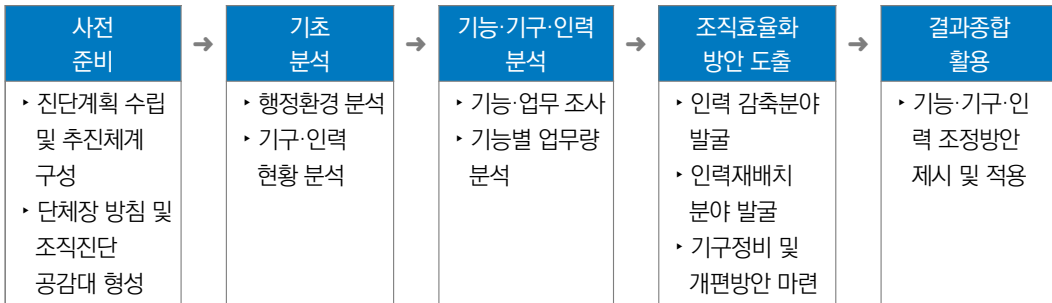 사전
준비
‣ 진단계획 수립
및 추진체계
구성
‣ 단체장 방침 및
조직진단
공감대 형성
➜
기초
분석
‣ 행정환경 분석
‣ 기구·인력
현황 분석
➜
기능·기구·인력
분석
‣ 기능·업무 조사
‣ 기능별 업무량
분석
➜
조직효율화
방안 도출
‣ 인력 감축분야
발굴
‣ 인력재배치
분야 발굴
‣ 기구정비 및
개편방안 마련
➜
결과종합
활용
‣ 기능·기구·인
력 조정방안
제시 및 적용